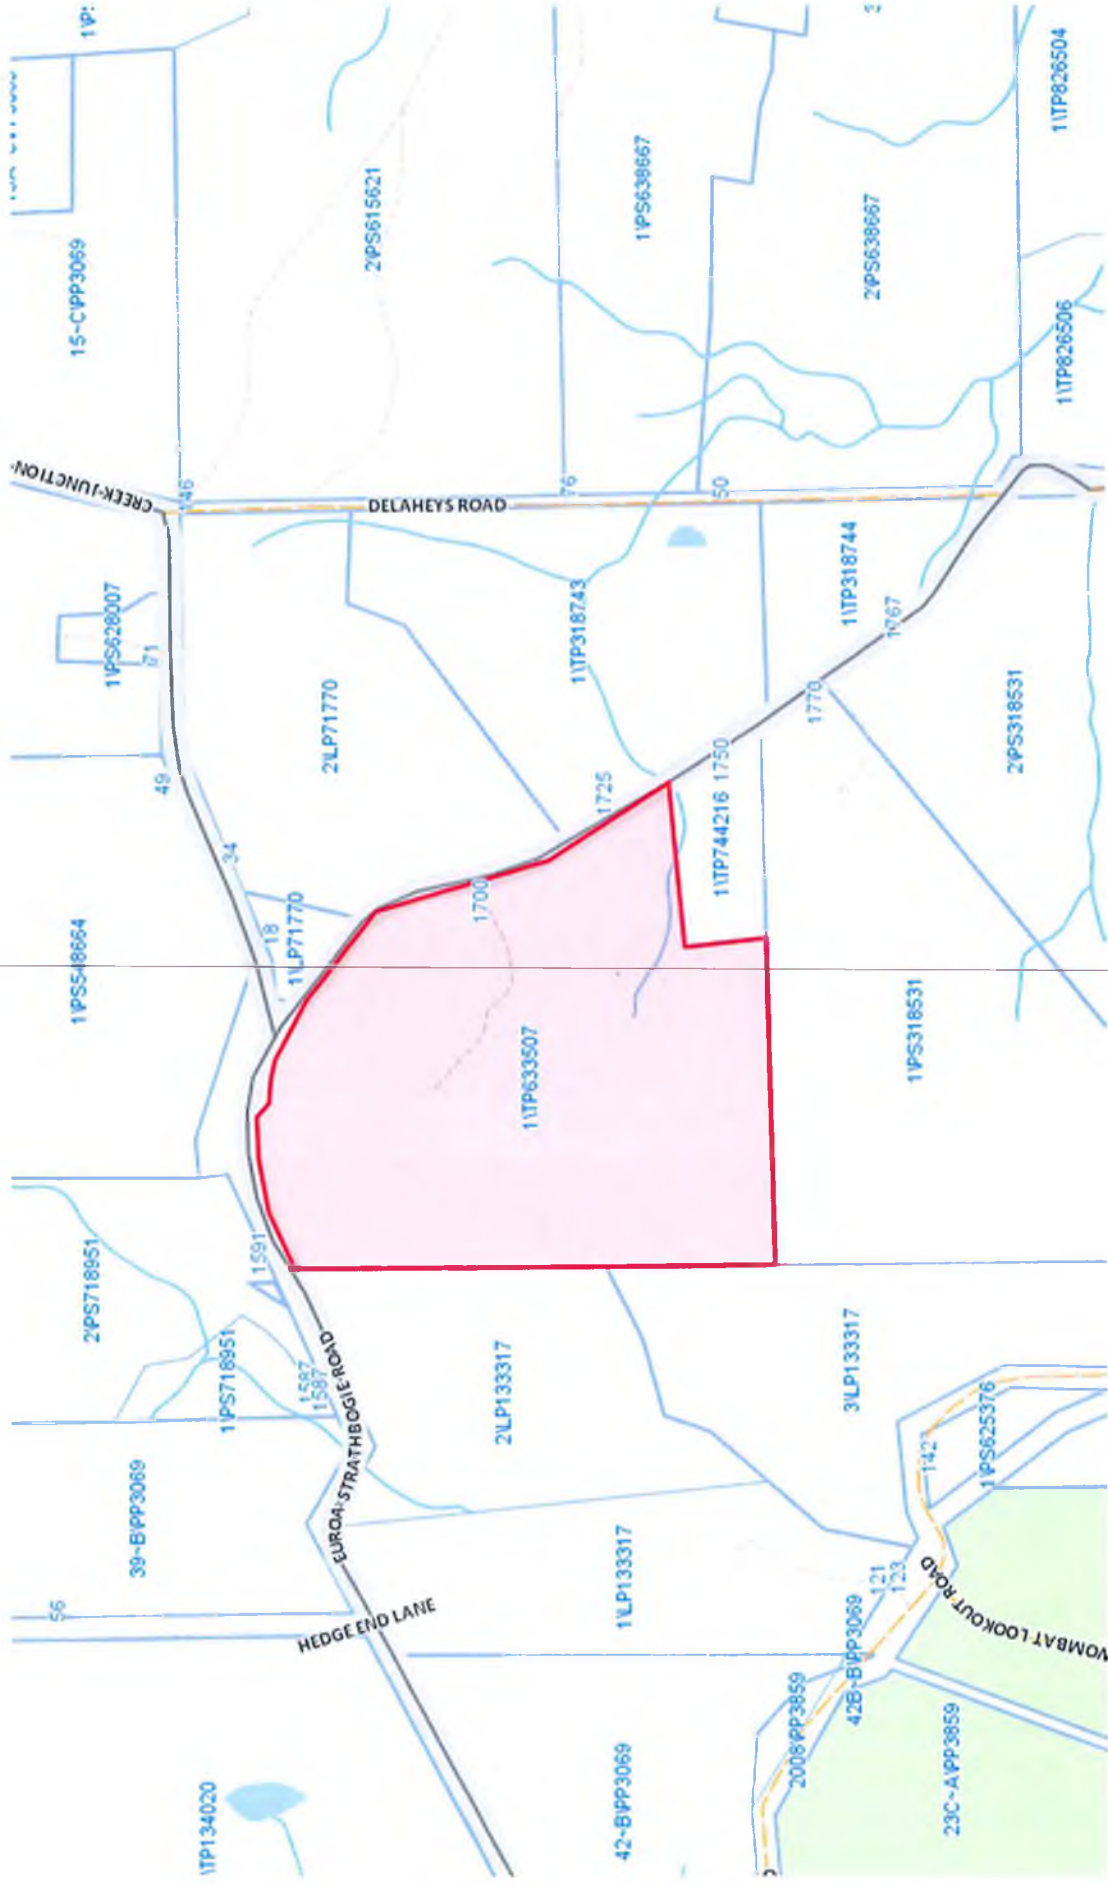 15~C\PP3069
2\PS615621
1\PS638667
2\PS638667
1\TP826504
1\TP826506
CREEK-JUNCTION
46
DELAHEYS ROAD
76
50
1\PS628007
71
49
2\LP71770
1\TP318743
1\TP318744
1767
1770
2\PS318531
34
1725
1750
1\TP744216
1700
18
1\LP71770
1\PS548664
1\TP633507
1\PS318531
2\PS718951
1591
1\PS718951
1587
1587
EUROA-STRATHBOGIE-ROAD
2\LP133317
3\LP133317
142
1\PS625376
39~B\PP3069
56
HEDGE END LANE
1\LP133317
121
123
WOMBAT LOOKOUT ROAD
42B~B\PP3069
2008\PP3859
42~B\PP3069
23C~A\PP3859
\TP134020